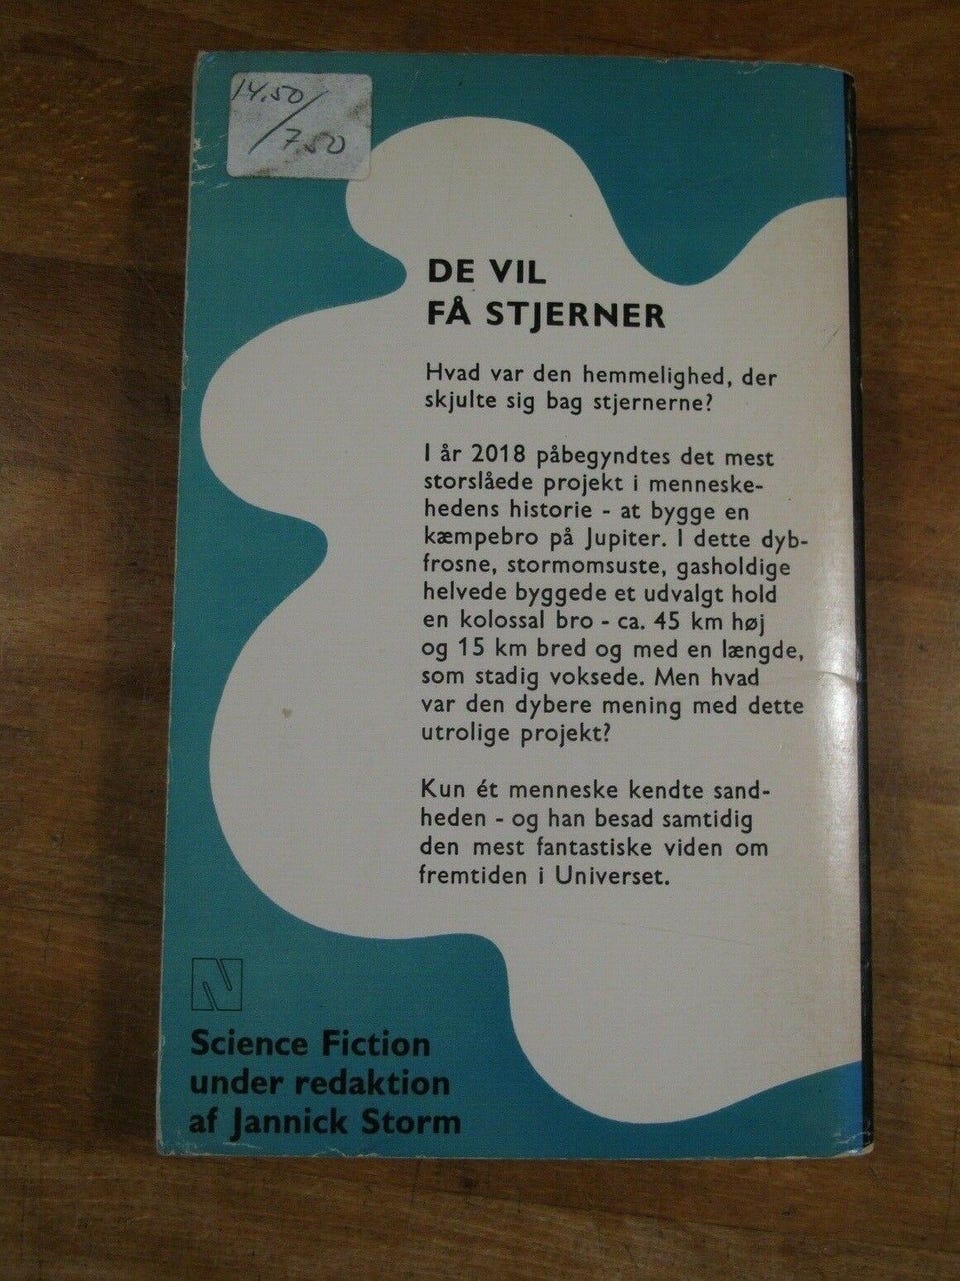 14.50/
7.50
DE VIL
FÅ STJERNER
Hvad var den hemmelighed, der
skjulte sig bag stjernerne?
I år 2018 påbegyndtes det mest
storslåede projekt i menneske-
hedens historie - at bygge en
kæmpebro på Jupiter. I dette dyb-
frosne, stormomsuste, gasholdige
helvede byggede et udvalgt hold
en kolossal bro - ca. 45 km høj
og 15 km bred og med en længde,
som stadig voksede. Men hvad
var den dybere mening med dette
utrolige projekt?
Kun ét menneske kendte sand-
heden - og han besad samtidig
den mest fantastiske viden om
fremtiden i Universet.
N
Science Fiction
under redaktion
af Jannick Storm